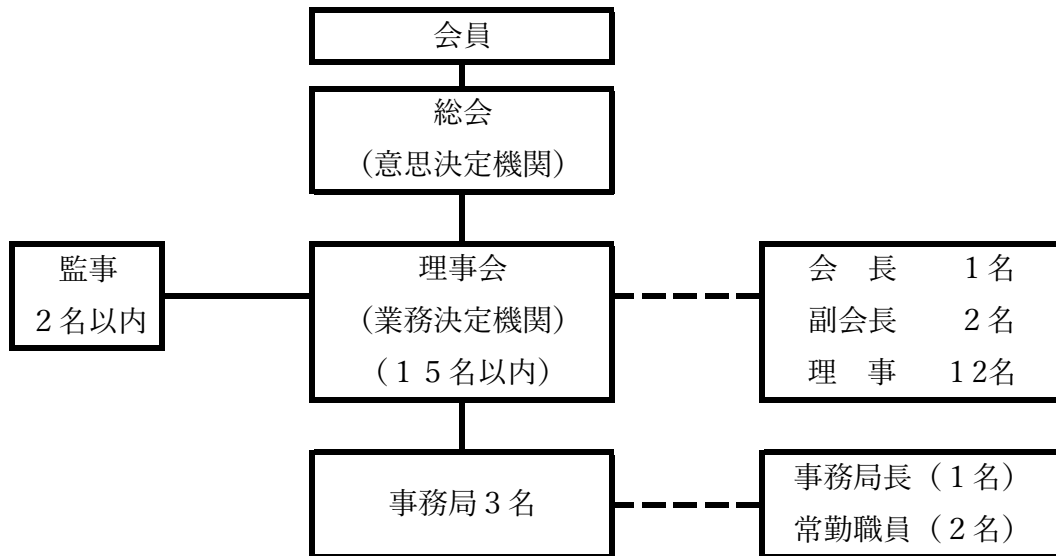 会員
総会
(意思決定機関)
監事
２名以内
理事会
(業務決定機関)
(１５名以内)
会　長　　１名
副会長　　２名
理　事　　12名
事務局３名
事務局長（１名）
常勤職員（２名）